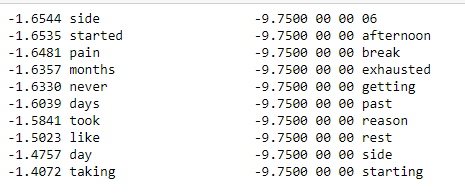 -1.6544 side -9.7500 00 00 06
-1.6535 started -9.7500 00 00 afternoon
-1.6481 pain -9.7500 00 00 break
-1.6357 months -9.7500 00 00 exhausted
-1.6330 never -9.7500 00 00 getting
-1.6039 days -9.7500 00 00 past
-1.5841 took -9.7500 00 00 reason
-1.5023 like -9.7500 00 00 rest
-1.4757 day -9.7500 00 00 side
-1.4072 taking -9.7500 00 00 starting